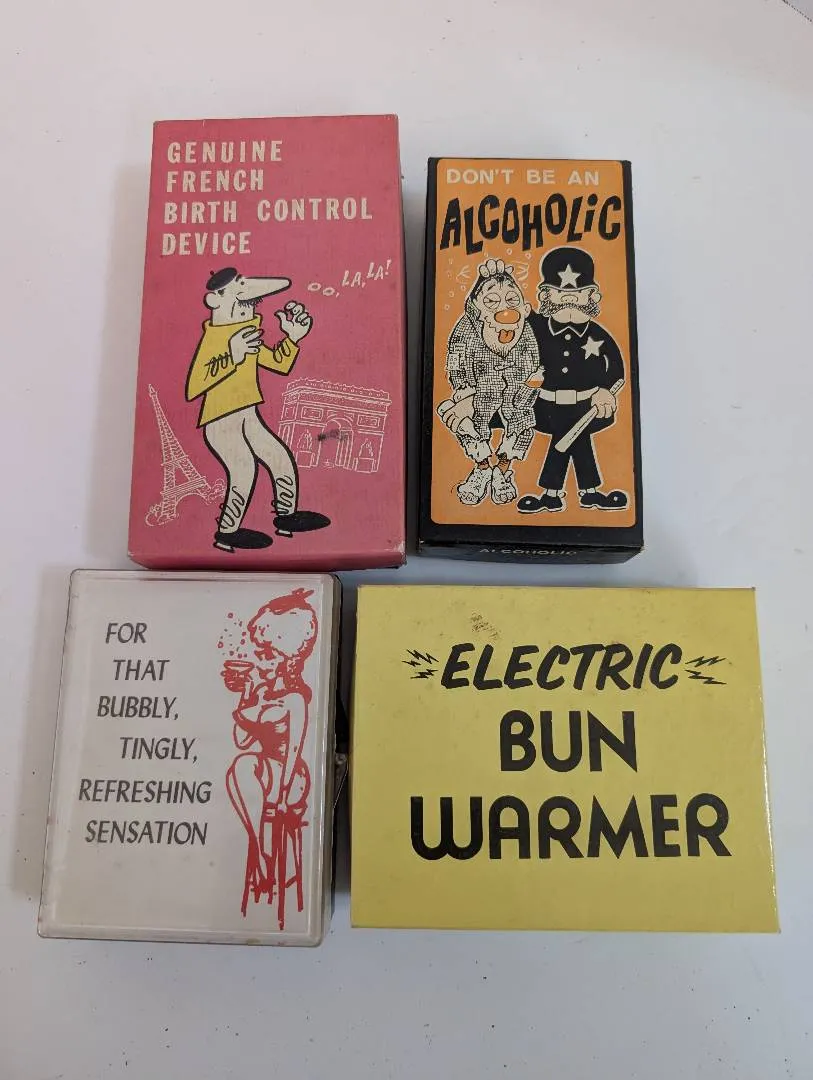 GENUINE
FRENCH
BIRTH CONTROL
DEVICE
OO, LA, LA!
DON'T BE AN
ALCOHOLIC
ALCOHOLIC
FOR
THAT
BUBBLY,
TINGLY,
REFRESHING
SENSATION
ELECTRIC
BUN
WARMER